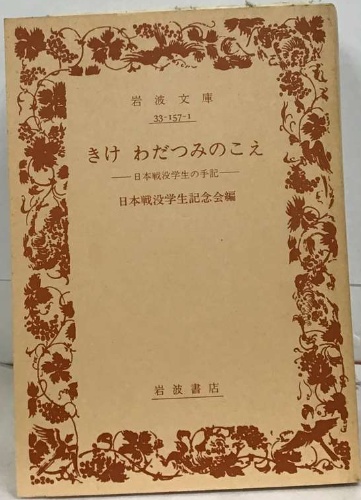 岩波文庫
33-157-1
きけ わだつみのこえ
――日本戦没学生の手記――
日本戦没学生記念会編
岩波書店